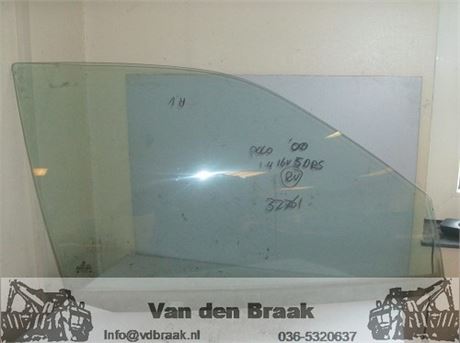 POLO '00
1.4 16V 5DRS
RV
32761
Van den Braak
Info@vdbraak.nl 036-5320637